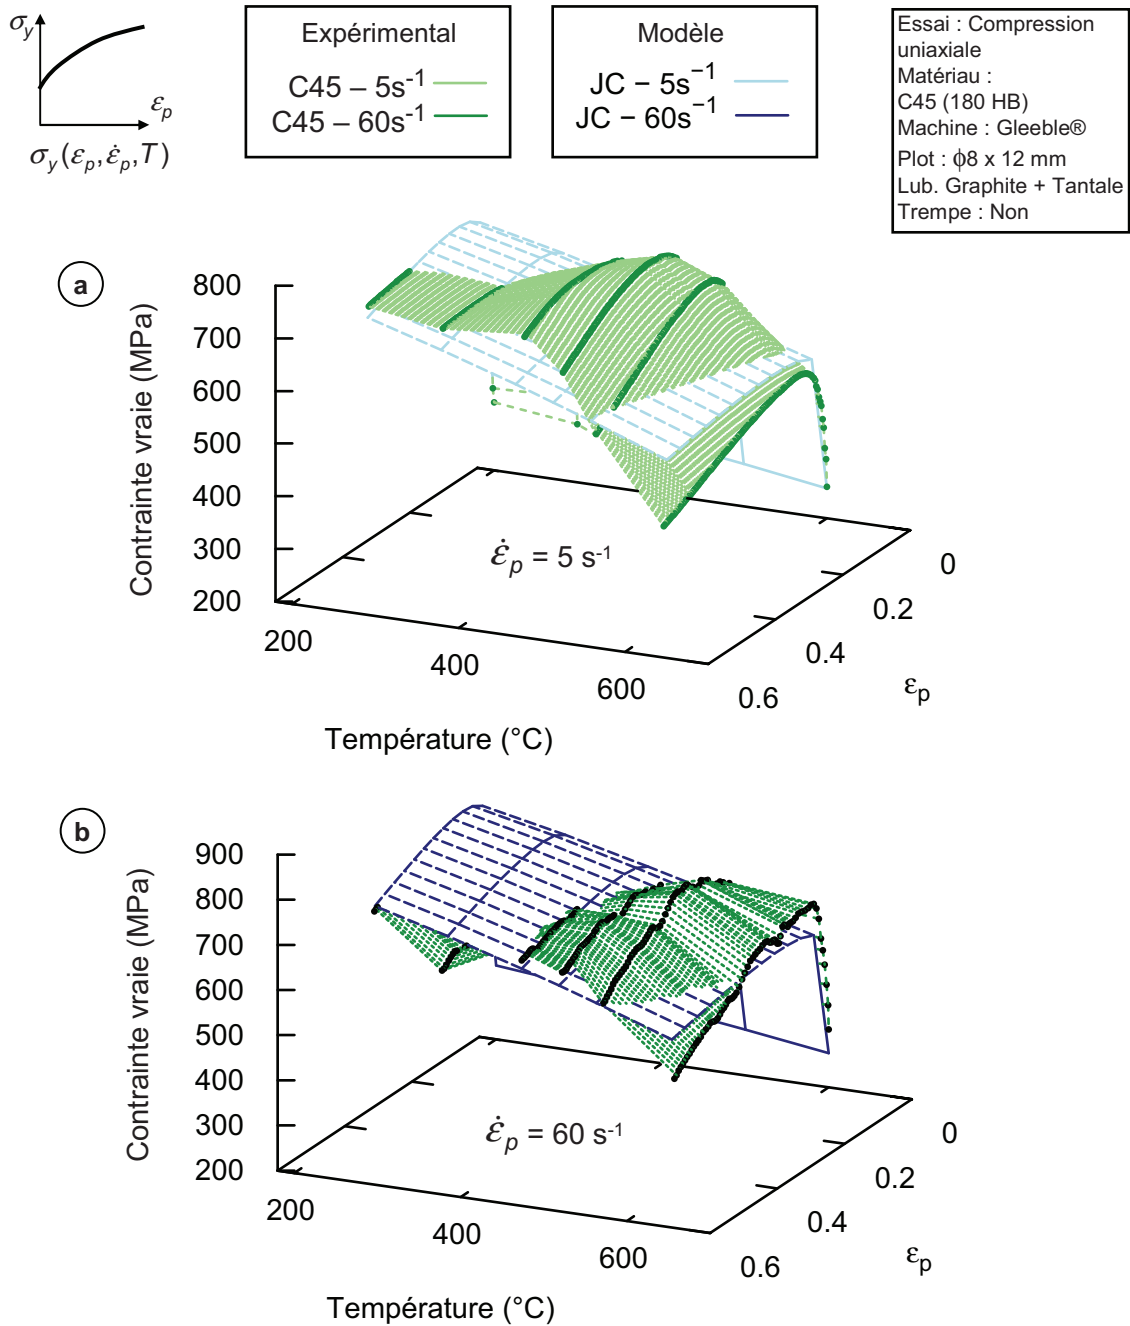 σy
εp
σy(εp,ε̇p,T)
Expérimental
C45 – 5s-1
C45 – 60s-1
Modèle
JC – 5s−1
JC – 60s−1
Essai : Compression
uniaxiale
Matériau :
C45 (180 HB)
Machine : Gleeble®
Plot : ϕ8 x 12 mm
Lub. Graphite + Tantale
Trempe : Non
a
Contrainte vraie (MPa)
800
700
600
500
400
300
200
ε̇p = 5 s-1
200
400
600
0
0.2
0.4
0.6
εp
Température (°C)
b
Contrainte vraie (MPa)
900
800
700
600
500
400
300
200
ε̇p = 60 s-1
200
400
600
0
0.2
0.4
0.6
εp
Température (°C)